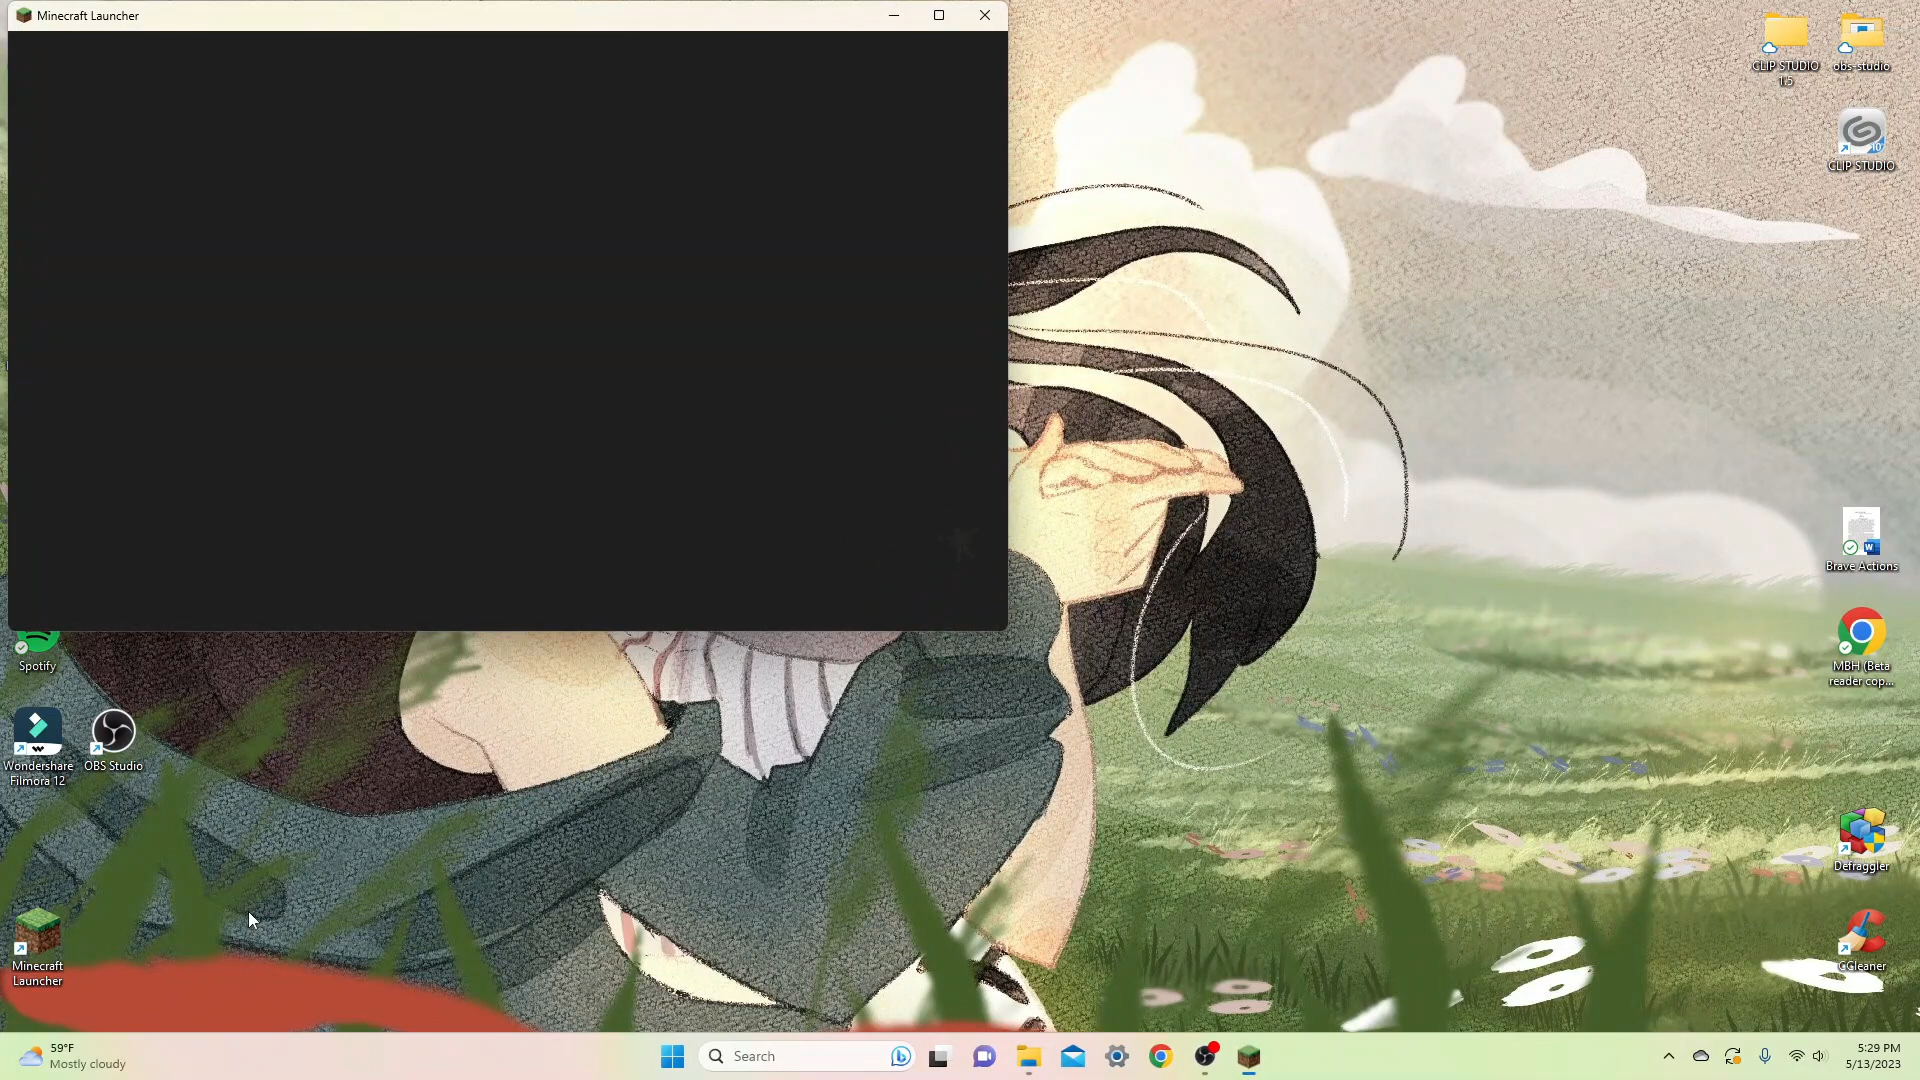 Minecraft Launcher
CLIP STUDIO
1.5
obs-studio
CLIP STUDIO
Brave Actions
MBH (Beta
reader cop...
Defraggler
CCleaner
Spotify
Wondershare
Filmora 12
OBS Studio
Minecraft
Launcher
59°F
Mostly cloudy
Search
5:29 PM
5/13/2023